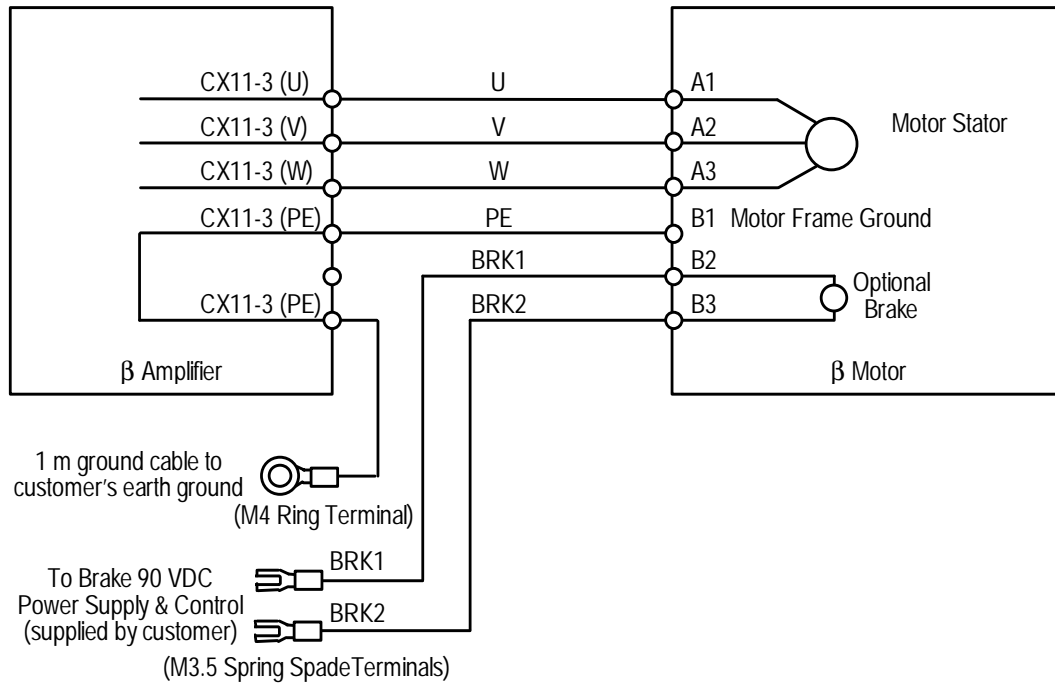 CX11-3 (U)
U
A1
CX11-3 (V)
V
A2
Motor Stator
CX11-3 (W)
W
A3
CX11-3 (PE)
PE
B1 Motor Frame Ground
BRK1
B2
Optional
Brake
CX11-3 (PE)
BRK2
B3
β Amplifier
β Motor
1 m ground cable to
customer's earth ground
(M4 Ring Terminal)
BRK1
To Brake 90 VDC
Power Supply & Control
(supplied by customer)
BRK2
(M3.5 Spring SpadeTerminals)